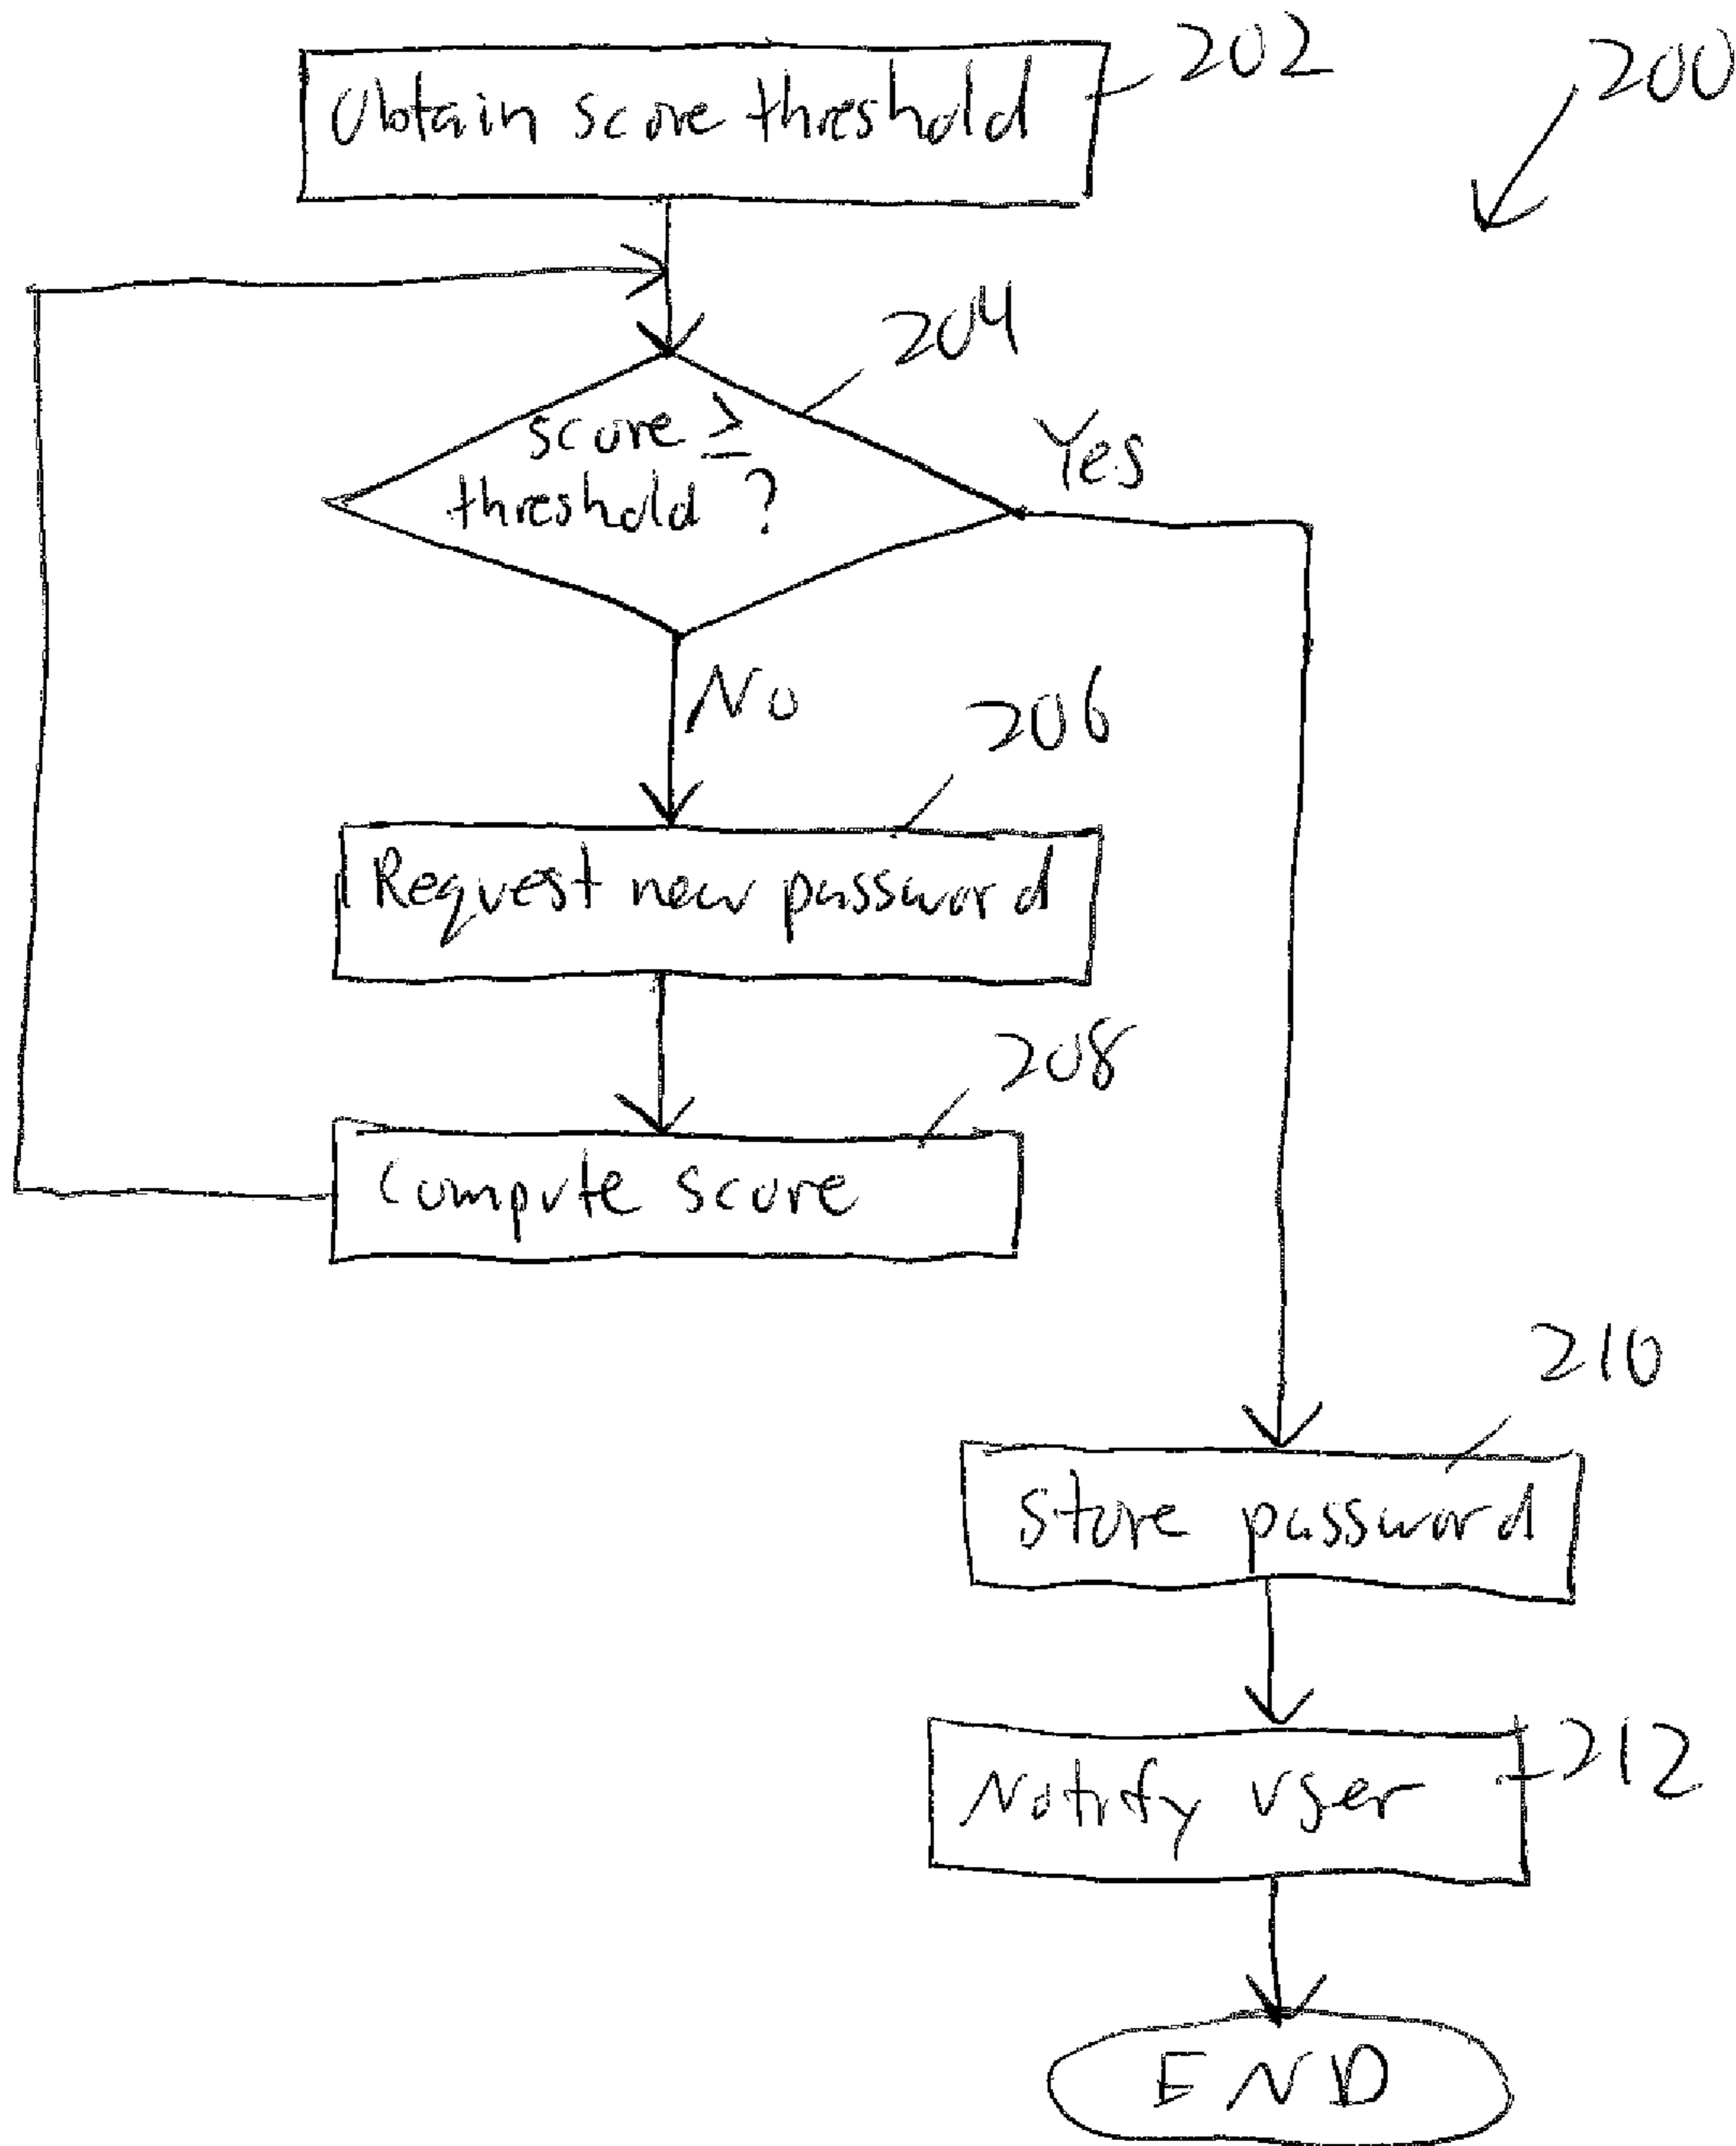 Obtain score threshold
202
200
204
score ≥
threshold ?
Yes
No
206
Request new password
208
Compute score
210
Store password
Notify user
212
END